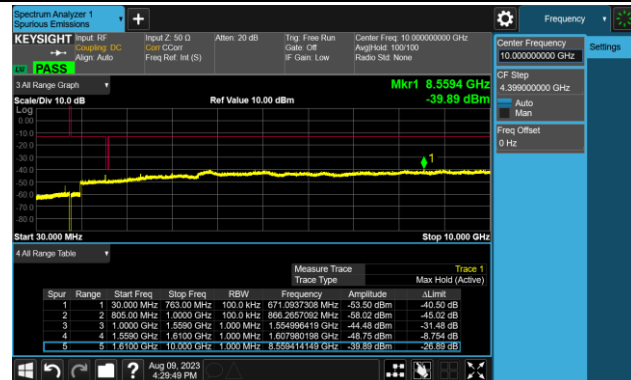 Spectrum Analyzer 1
Spurious Emissions
Frequency
KEYSIGHT Input: RF Input Z: 50 Ω Atten: 20 dB Trig: Free Run Center Freq: 10.000000000 GHz
Coupling: DC Corr CCorr Gate: Off Avg|Hold: 100/100
Align: Auto Freq Ref: Int (S) IF Gain: Low Radio Std: None
PASS
Center Frequency
10.000000000 GHz
Settings
CF Step
4.399000000 GHz
Auto
Man
Freq Offset
0 Hz
3 All Range Graph
Mkr1 8.5594 GHz
Scale/Div 10.0 dB Ref Value 10.00 dBm -39.89 dBm
Log
0.00
-10.0
-20.0
-30.0
-40.0
-50.0
-60.0
-70.0
-80.0
1
Start 30.000 MHz Stop 10.000 GHz
4 All Range Table
Measure Trace Trace 1
Trace Type Max Hold (Active)
Spur Range Start Freq Stop Freq RBW Frequency Amplitude ΔLimit
1 1 30.000 MHz 763.00 MHz 100.0 kHz 671.0937308 MHz -53.50 dBm -40.50 dB
2 2 805.00 MHz 1.0000 GHz 100.0 kHz 866.2657092 MHz -58.02 dBm -45.02 dB
3 3 1.0000 GHz 1.5590 GHz 1.000 MHz 1.554996419 GHz -44.48 dBm -31.48 dB
4 4 1.5590 GHz 1.6100 GHz 1.000 MHz 1.607980198 GHz -48.75 dBm -8.754 dB
5 5 1.6100 GHz 10.000 GHz 1.000 MHz 8.559414149 GHz -39.89 dBm -26.89 dB
Aug 09, 2023
4:29:49 PM